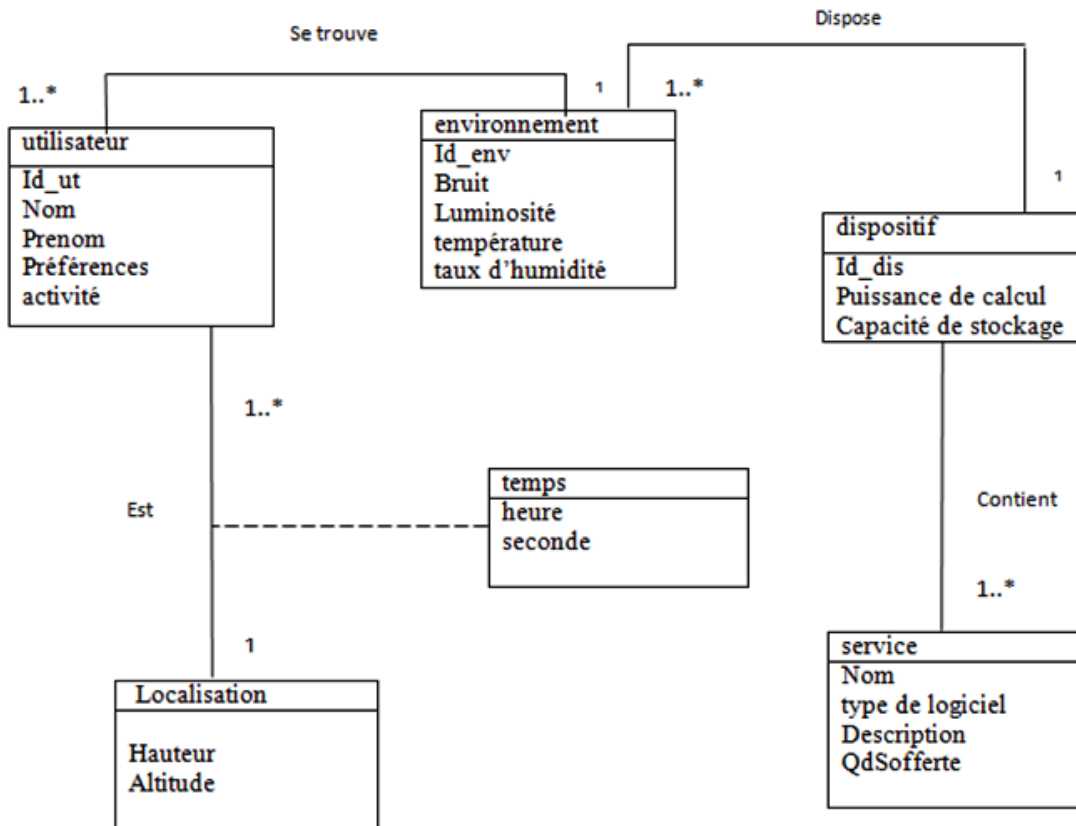 Dispose
Se trouve
1..*
1
1..*
utilisateur
Id_ut
Nom
Prenom
Préférences
activité
environnement
Id_env
Bruit
Luminosité
température
taux d’humidité
1
dispositif
Id_dis
Puissance de calcul
Capacité de stockage
1..*
Est
temps
heure
seconde
Contient
1..*
1
Localisation
Hauteur
Altitude
service
Nom
type de logiciel
Description
QdSofferte